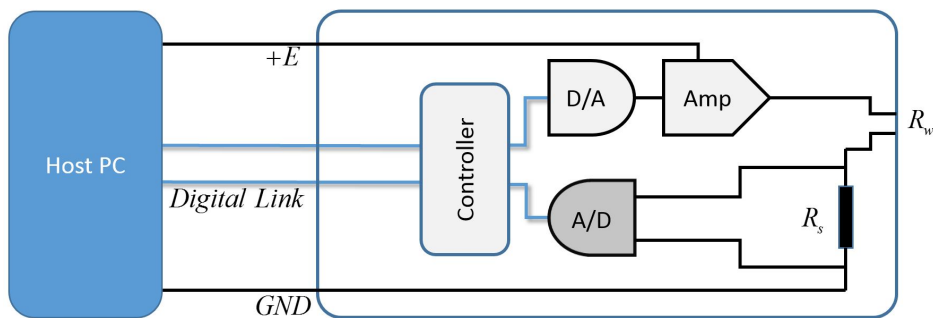 +E
D/A
Amp
R_w
Host PC
Controller
Digital Link
A/D
R_s
GND